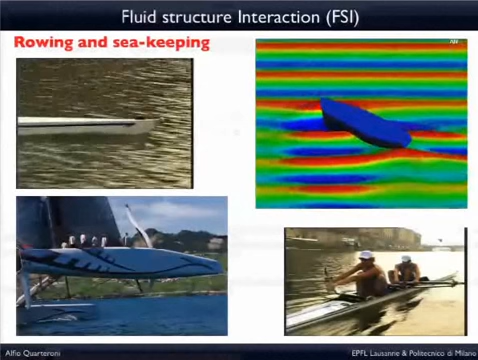 Fluid structure Interaction (FSI)
Rowing and sea-keeping
Alfio Quarteroni
EPFL Lausanne & Politecnico di Milano